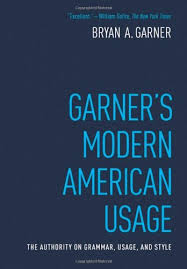 "Excellent." — William Safire, The New York Times
BRYAN A. GARNER
GARNER'S
MODERN
AMERICAN
USAGE
THE AUTHORITY ON GRAMMAR, USAGE, AND STYLE